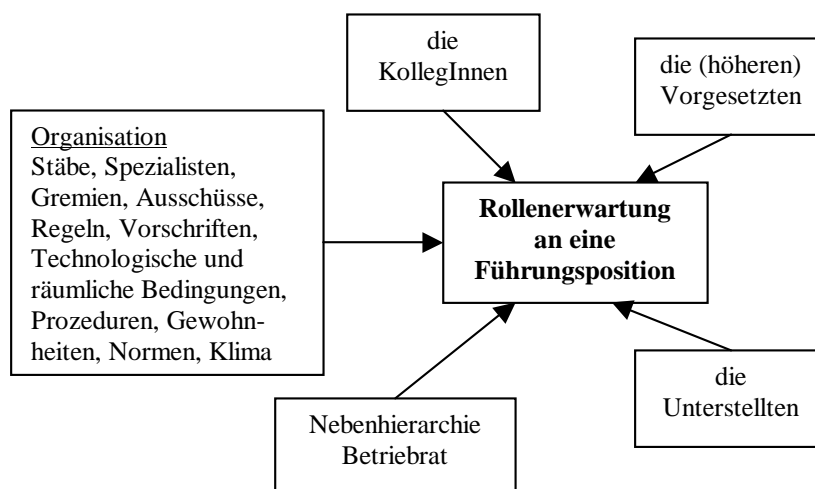 die
KollegInnen
die (höheren)
Vorgesetzten
Organisation
Stäbe, Spezialisten,
Gremien, Ausschüsse,
Regeln, Vorschriften,
Technologische und
räumliche Bedingungen,
Prozeduren, Gewohn-
heiten, Normen, Klima
Rollenerwartung
an eine
Führungsposition
die
Unterstellten
Nebenhierarchie
Betriebrat